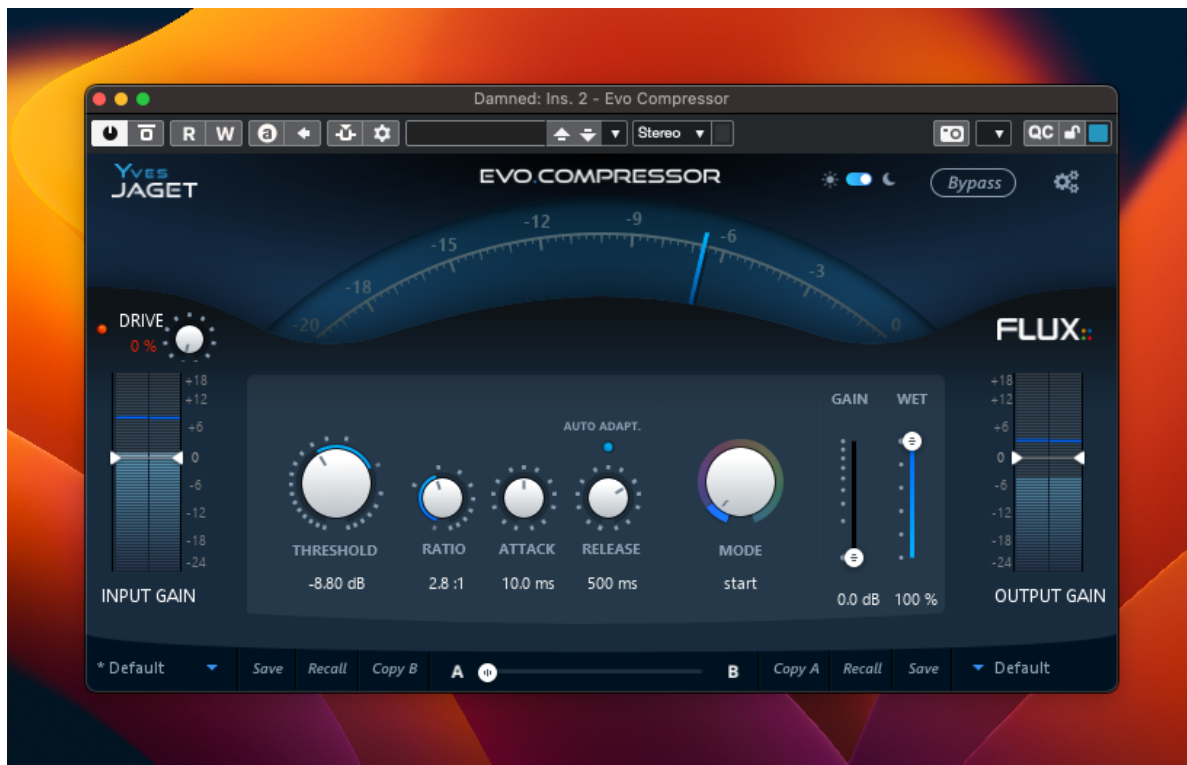 Damned: Ins. 2 - Evo Compressor
R W a Stereo QC
YVES
JAGET
EVO.COMPRESSOR
Bypass
-20 -18 -15 -12 -9 -6 -3 0
DRIVE
0 %
FLUX::
+18
+12
+6
0
-6
-12
-18
-24
INPUT GAIN
AUTO ADAPT.
THRESHOLD RATIO ATTACK RELEASE MODE
-8.80 dB 2.8 :1 10.0 ms 500 ms start
GAIN WET
0.0 dB 100 %
+18
+12
+6
0
-6
-12
-18
-24
OUTPUT GAIN
* Default Save Recall Copy B A B Copy A Recall Save Default